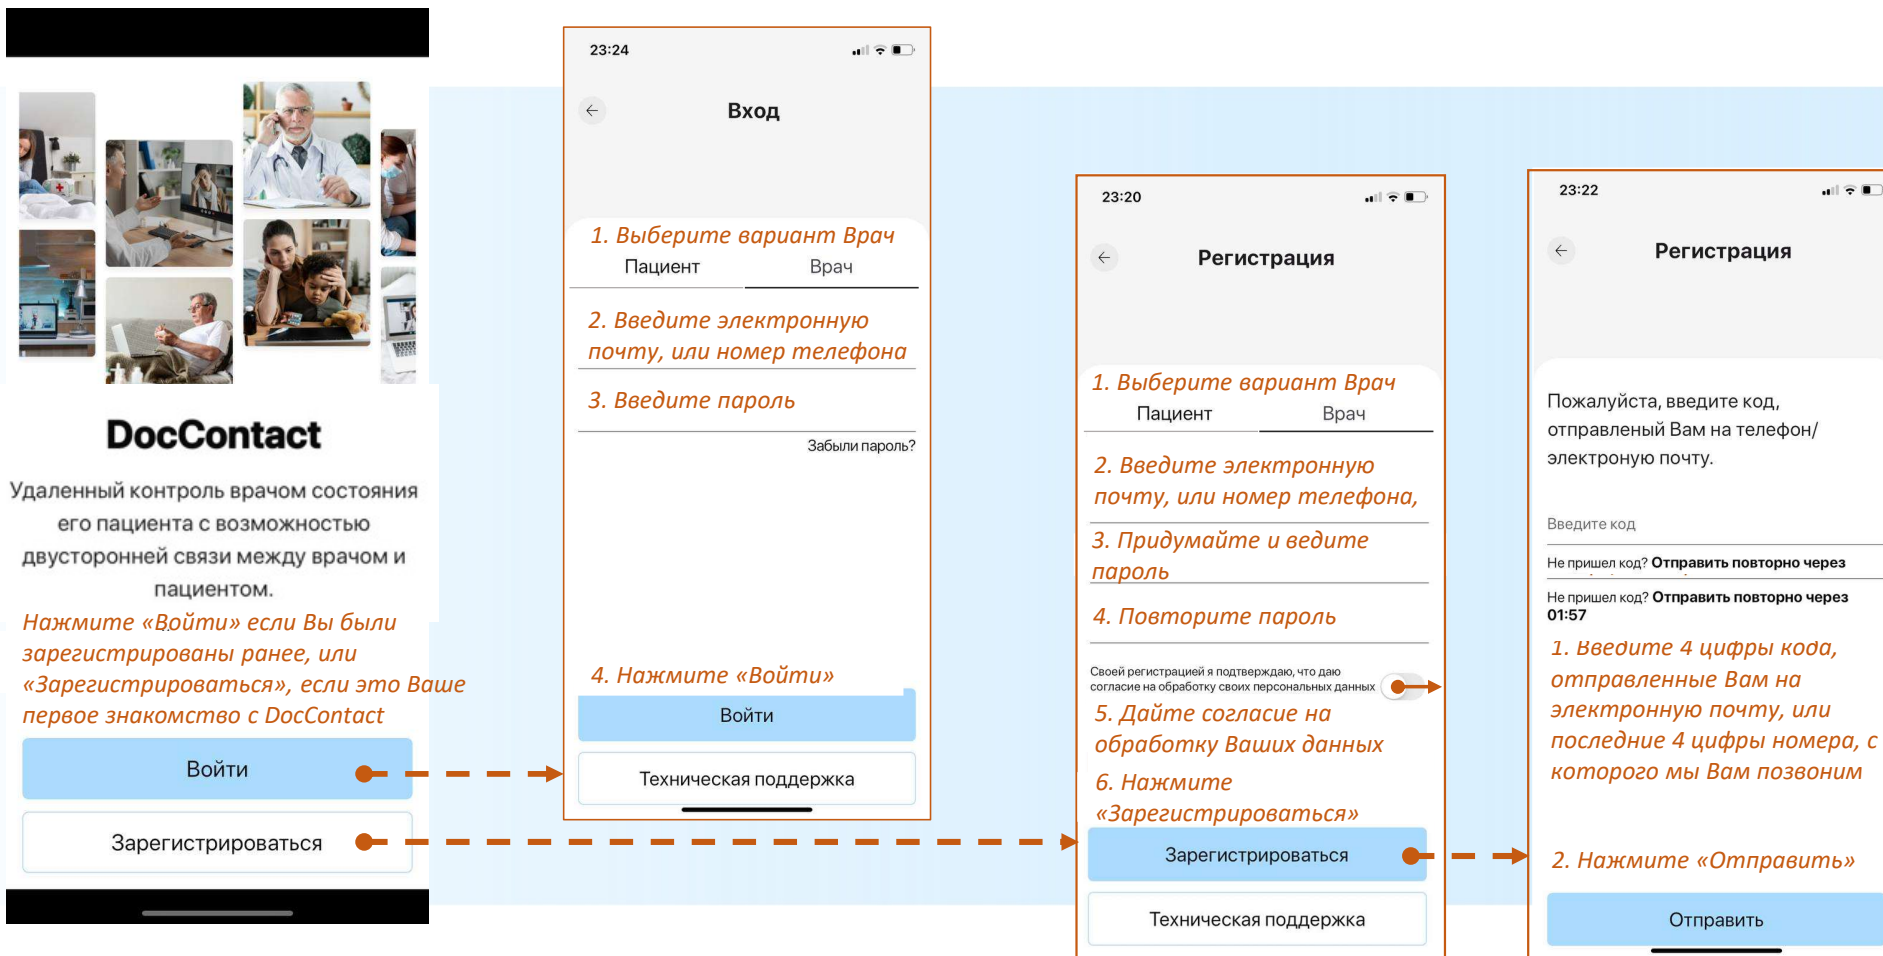 DocContact
Удаленный контроль врачом состояния
его пациента с возможностью
двусторонней связи между врачом и
пациентом.
Нажмите «Войти» если Вы были
зарегистрированы ранее, или
«Зарегистрироваться», если это Ваше
первое знакомство с DocContact
Войти
Зарегистрироваться
23:24
Вход
1. Выберите вариант Врач
Пациент Врач
2. Введите электронную
почту, или номер телефона
3. Введите пароль
Забыли пароль?
4. Нажмите «Войти»
Войти
Техническая поддержка
23:20
Регистрация
1. Выберите вариант Врач
Пациент Врач
2. Введите электронную
почту, или номер телефона,
3. Придумайте и ведите
пароль
4. Повторите пароль
Своей регистрацией я подтверждаю, что даю
согласие на обработку своих персональных данных
5. Дайте согласие на
обработку Ваших данных
6. Нажмите
«Зарегистрироваться»
Зарегистрироваться
Техническая поддержка
23:22
Регистрация
Пожалуйста, введите код,
отправленый Вам на телефон/
электроную почту.
Введите код
Не пришел код? Отправить повторно через
Не пришел код? Отправить повторно через
01:57
1. Введите 4 цифры кода,
отправленные Вам на
электронную почту, или
последние 4 цифры номера, с
которого мы Вам позвоним
2. Нажмите «Отправить»
Отправить